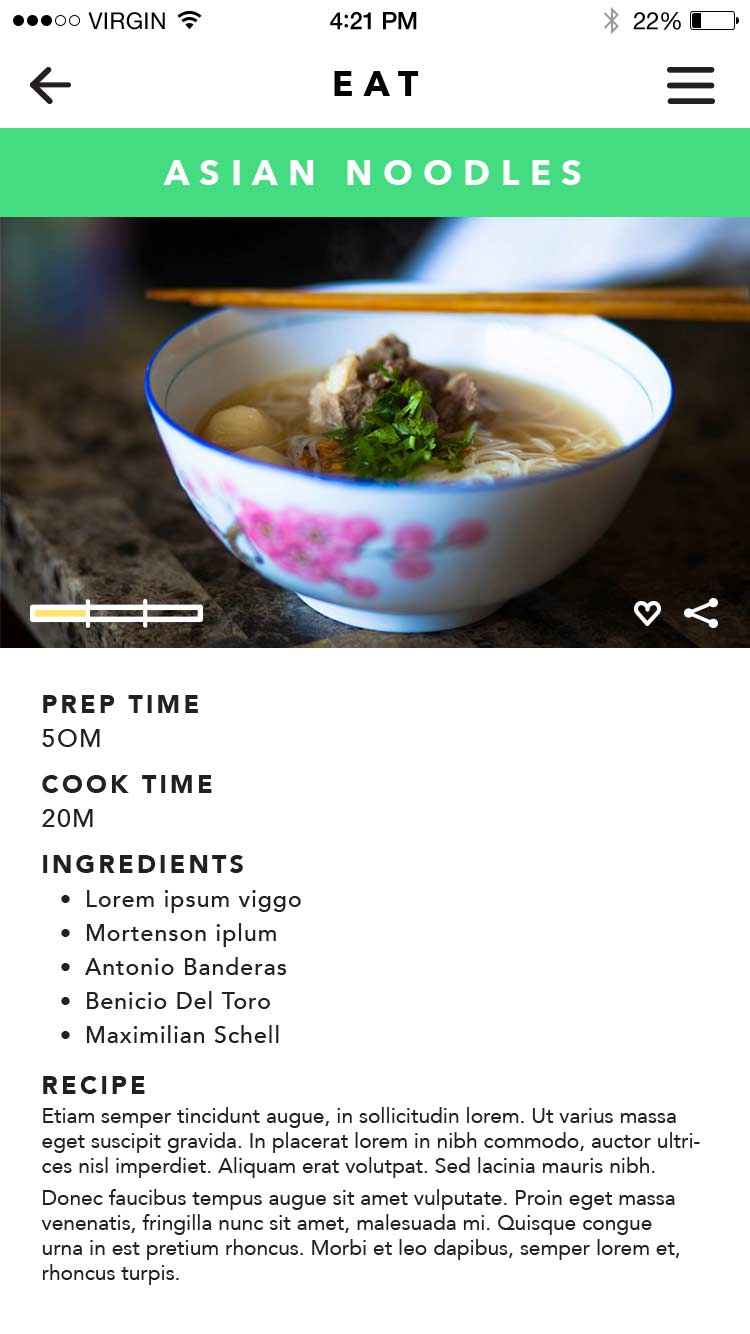 VIRGIN 4:21 PM 22%
EAT
ASIAN NOODLES
PREP TIME
5OM
COOK TIME
20M
INGREDIENTS
• Lorem ipsum viggo
• Mortenson iplum
• Antonio Banderas
• Benicio Del Toro
• Maximilian Schell
RECIPE
Etiam semper tincidunt augue, in sollicitudin lorem. Ut varius massa
eget suscipit gravida. In placerat lorem in nibh commodo, auctor ultri-
ces nisl imperdiet. Aliquam erat volutpat. Sed lacinia mauris nibh.
Donec faucibus tempus augue sit amet vulputate. Proin eget massa
venenatis, fringilla nunc sit amet, malesuada mi. Quisque congue
urna in est pretium rhoncus. Morbi et leo dapibus, semper lorem et,
rhoncus turpis.